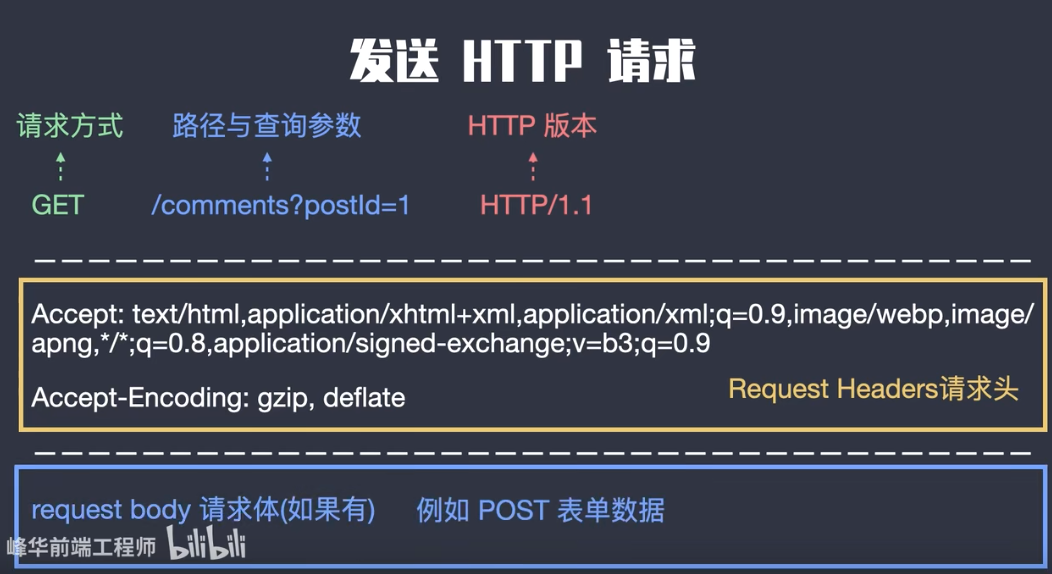 发送 HTTP 请求
请求方式 路径与查询参数 HTTP 版本
GET /comments?postId=1 HTTP/1.1
Accept: text/html,application/xhtml+xml,application/xml;q=0.9,image/webp,image/
apng,*/*;q=0.8,application/signed-exchange;v=b3;q=0.9
Accept-Encoding: gzip, deflate
Request Headers请求头
request body 请求体(如果有) 例如 POST 表单数据
峰华前端工程师 bilibili